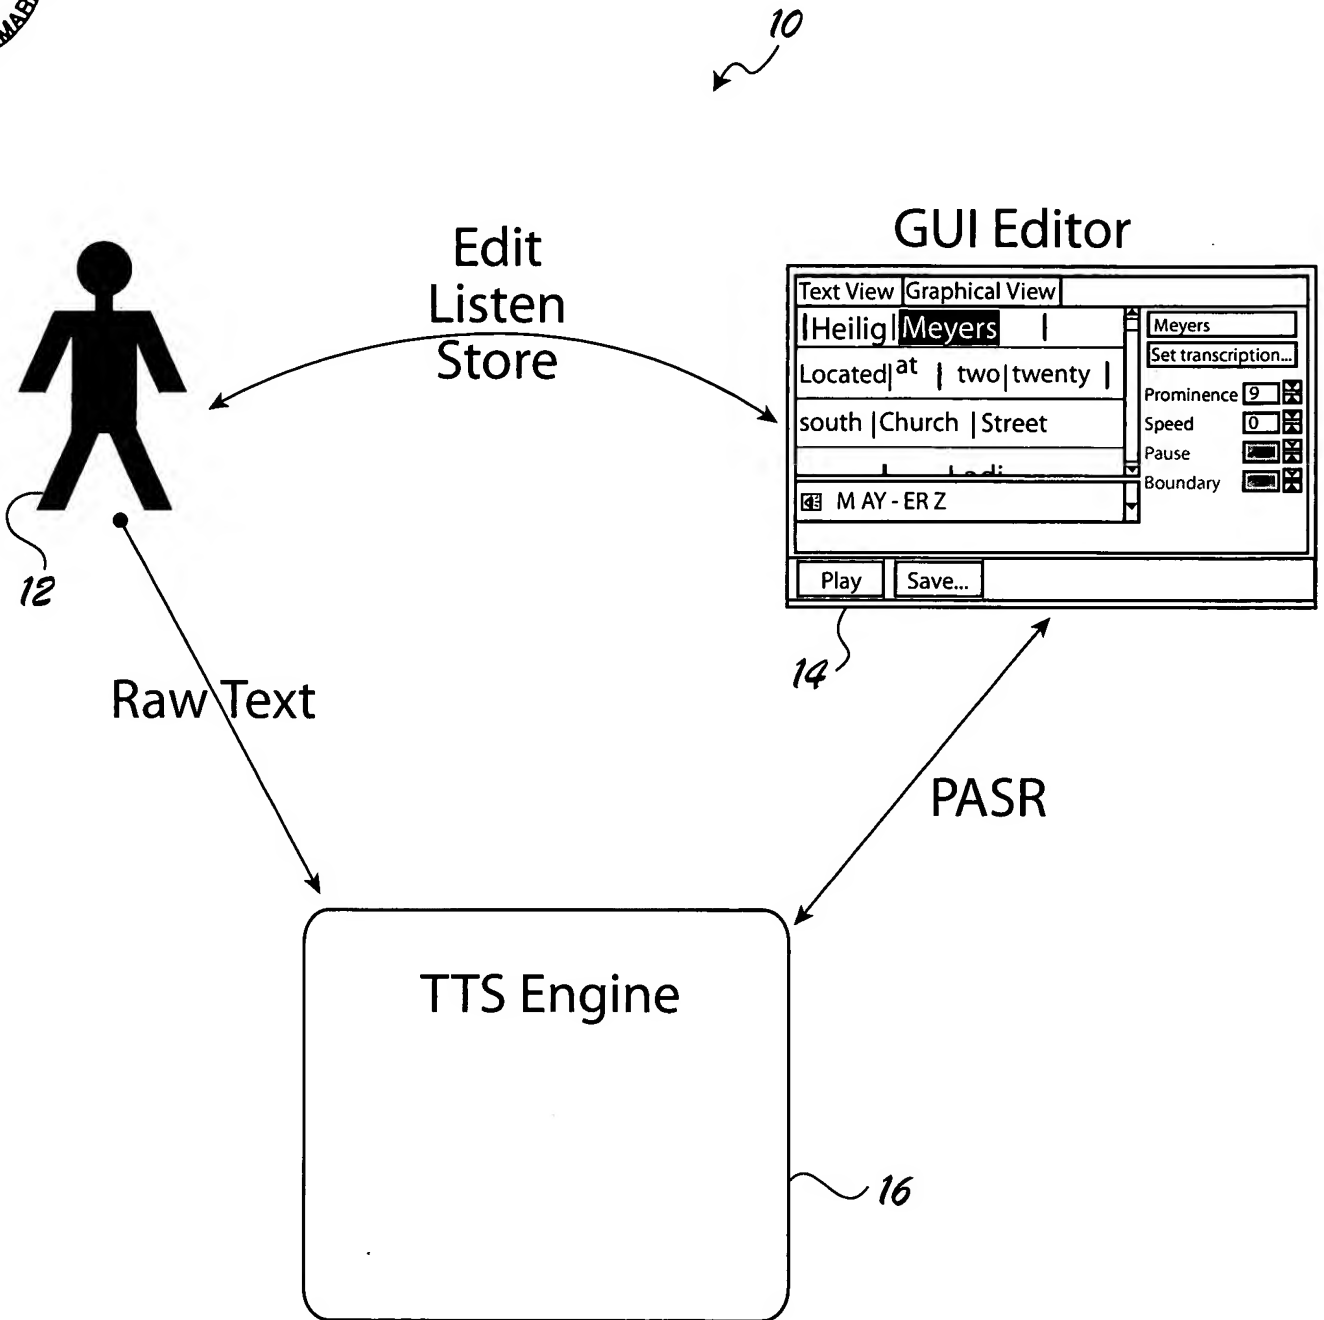 10
Edit
Listen
Store
GUI Editor
Text View Graphical View
Heilig Meyers
Located at two twenty
south Church Street
Meyers
Set transcription...
Prominence 9
Speed 0
Pause
Boundary
M AY - ER Z
Play Save...
12
14
Raw Text
PASR
TTS Engine
16